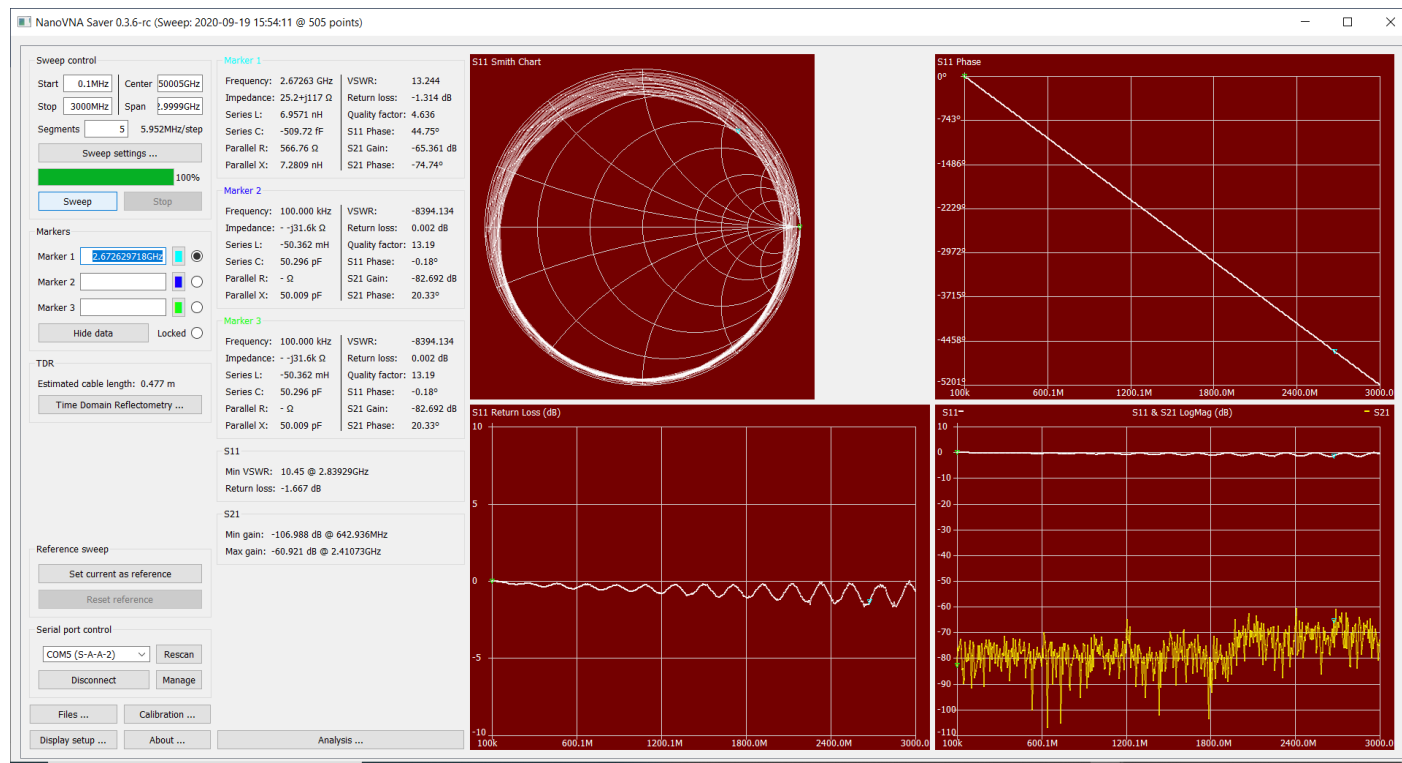 NanoVNA Saver 0.3.6-rc (Sweep: 2020-09-19 15:54:11 @ 505 points)
Sweep control
Start 0.1MHz Center 50005GHz
Stop 3000MHz Span 2.9999GHz
Segments 5 5.952MHz/step
Sweep settings ...
100%
Sweep Stop
Markers
Marker 1 2.672629718GHz
Marker 2
Marker 3
Hide data Locked
TDR
Estimated cable length: 0.477 m
Time Domain Reflectometry ...
Reference sweep
Set current as reference
Reset reference
Serial port control
COM5 (S-A-A-2) Rescan
Disconnect Manage
Files ... Calibration ...
Display setup ... About ...
Marker 1
Frequency: 2.67263 GHz VSWR: 13.244
Impedance: 25.2+j117 Ω Return loss: -1.314 dB
Series L: 6.9571 nH Quality factor: 4.636
Series C: -509.72 fF S11 Phase: 44.75°
Parallel R: 566.76 Ω S21 Gain: -65.361 dB
Parallel X: 7.2809 nH S21 Phase: -74.74°
Marker 2
Frequency: 100.000 kHz VSWR: -8394.134
Impedance: - -j31.6k Ω Return loss: 0.002 dB
Series L: -50.362 mH Quality factor: 13.19
Series C: 50.296 pF S11 Phase: -0.18°
Parallel R: - Ω S21 Gain: -82.692 dB
Parallel X: 50.009 pF S21 Phase: 20.33°
Marker 3
Frequency: 100.000 kHz VSWR: -8394.134
Impedance: - -j31.6k Ω Return loss: 0.002 dB
Series L: -50.362 mH Quality factor: 13.19
Series C: 50.296 pF S11 Phase: -0.18°
Parallel R: - Ω S21 Gain: -82.692 dB
Parallel X: 50.009 pF S21 Phase: 20.33°
S11
Min VSWR: 10.45 @ 2.83929GHz
Return loss: -1.667 dB
S21
Min gain: -106.988 dB @ 642.936MHz
Max gain: -60.921 dB @ 2.41073GHz
Analysis ...
S11 Smith Chart
S11 Phase
0°
-743°
-1486°
-2229°
-2972°
-3715°
-4458°
-5201°
100k 600.1M 1200.1M 1800.0M 2400.0M 3000.0
S11 Return Loss (dB)
10
5
0
-5
-10
100k 600.1M 1200.1M 1800.0M 2400.0M 3000.0
S11 S11 & S21 LogMag (dB) S21
10
0
-10
-20
-30
-40
-50
-60
-70
-80
-90
-100
-110
100k 600.1M 1200.1M 1800.0M 2400.0M 3000.0